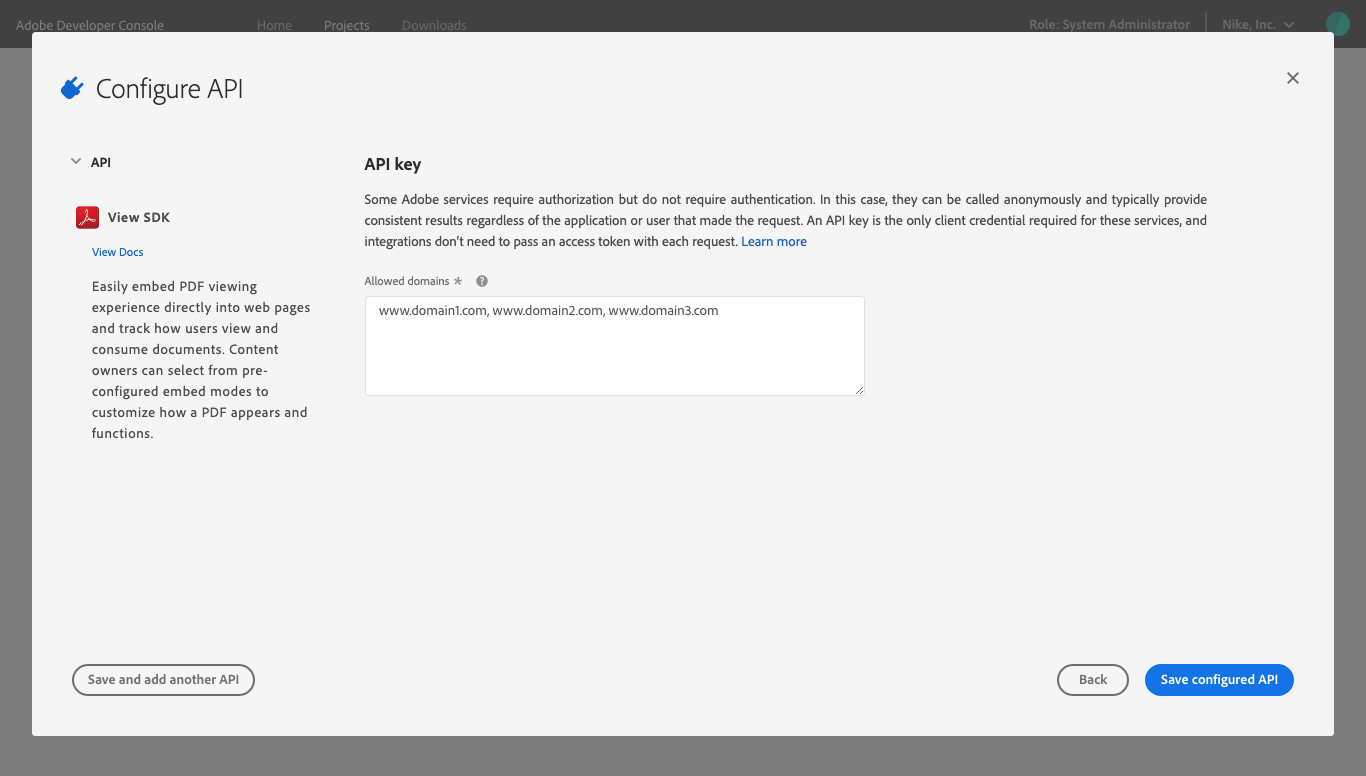 Adobe Developer Console Home Projects Downloads Role: System Administrator Nike, Inc.
Configure API
API
View SDK
View Docs
Easily embed PDF viewing
experience directly into web pages
and track how users view and
consume documents. Content
owners can select from pre-
configured embed modes to
customize how a PDF appears and
functions.
API key
Some Adobe services require authorization but do not require authentication. In this case, they can be called anonymously and typically provide
consistent results regardless of the application or user that made the request. An API key is the only client credential required for these services, and
integrations don't need to pass an access token with each request. Learn more
Allowed domains * ?
www.domain1.com, www.domain2.com, www.domain3.com
Save and add another API Back Save configured API